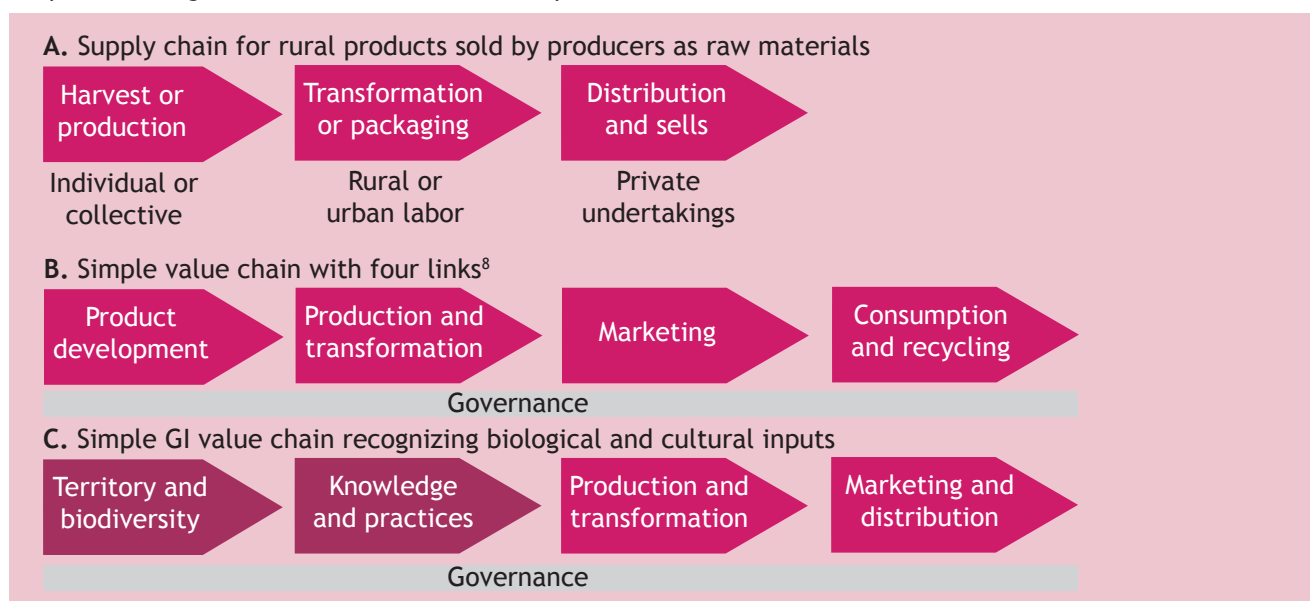 A. Supply chain for rural products sold by producers as raw materials
Harvest or
production
Transformation
or packaging
Distribution
and sells
Individual or
collective
Rural or
urban labor
Private
undertakings
B. Simple value chain with four links⁸
Product
development
Production and
transformation
Marketing
Consumption
and recycling
Governance
C. Simple GI value chain recognizing biological and cultural inputs
Territory and
biodiversity
Knowledge
and practices
Production and
transformation
Marketing and
distribution
Governance